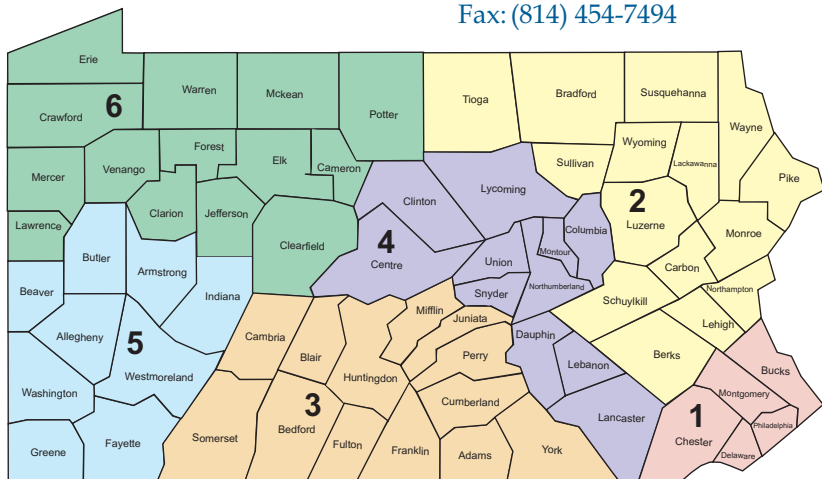 Fax: (814) 454-7494
Erie
Warren
Mckean
Potter
Tioga
Bradford
Susquehanna
Wayne
6
Crawford
Wyoming
Lackawanna
Pike
Forest
Elk
Cameron
Sullivan
Mercer
Venango
Clinton
Lycoming
2
Luzerne
Clarion
Jefferson
Lawrence
4
Centre
Columbia
Monroe
Clearfield
Butler
Armstrong
Union
Montour
Carbon
Beaver
Indiana
Snyder
Northumberland
Northampton
Schuylkill
Mifflin
Juniata
Lehigh
Allegheny
5
Cambria
Dauphin
Westmoreland
Blair
Perry
Lebanon
Berks
Huntingdon
Bucks
Washington
Montgomery
3
Bedford
Cumberland
Lancaster
1
Chester
Philadelphia
Greene
Fayette
Somerset
Fulton
Franklin
Adams
York
Delaware